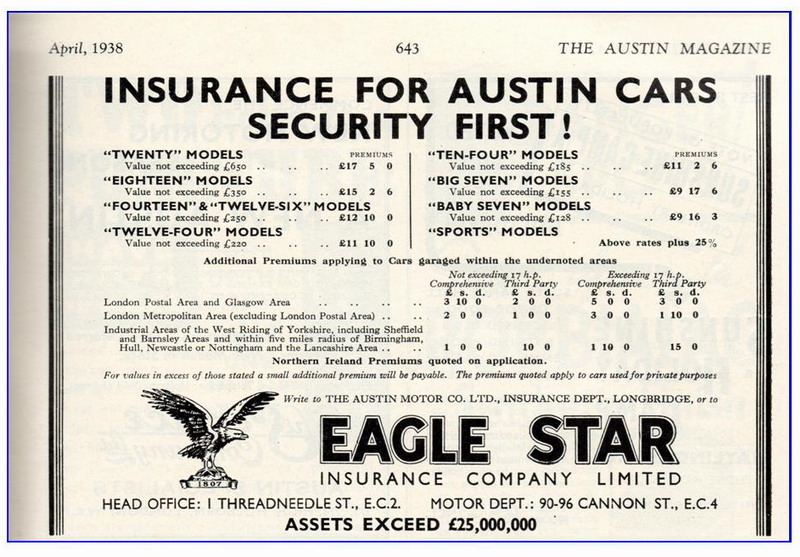 April, 1938 643 THE AUSTIN MAGAZINE
INSURANCE FOR AUSTIN CARS
SECURITY FIRST!
"TWENTY" MODELS PREMIUMS
Value not exceeding £650 .. .. .. £17 5 0
"EIGHTEEN" MODELS
Value not exceeding £350 .. .. .. £15 2 6
"FOURTEEN" & "TWELVE-SIX" MODELS
Value not exceeding £250 .. .. .. £12 10 0
"TWELVE-FOUR" MODELS
Value not exceeding £220 .. .. .. £11 10 0
"TEN-FOUR" MODELS PREMIUMS
Value not exceeding £185 .. .. .. £11 2 6
"BIG SEVEN" MODELS
Value not exceeding £155 .. .. .. £9 17 6
"BABY SEVEN" MODELS
Value not exceeding £128 .. .. .. £9 16 3
"SPORTS" MODELS
Above rates plus 25%
Additional Premiums applying to Cars garaged within the undernoted areas
Not exceeding 17 h.p. Exceeding 17 h.p.
Comprehensive Third Party Comprehensive Third Party
£ s. d. £ s. d. £ s. d. £ s. d.
London Postal Area and Glasgow Area .. .. .. .. 3 10 0 2 0 0 5 0 0 3 0 0
London Metropolitan Area (excluding London Postal Area) .. .. 2 0 0 1 0 0 3 0 0 1 10 0
Industrial Areas of the West Riding of Yorkshire, including Sheffield
and Barnsley Areas and within five miles radius of Birmingham,
Hull, Newcastle or Nottingham and the Lancashire Area .. .. 1 0 0 10 0 1 10 0 15 0
Northern Ireland Premiums quoted on application.
For values in excess of those stated a small additional premium will be payable. The premiums quoted apply to cars used for private purposes
Write to THE AUSTIN MOTOR CO. LTD., INSURANCE DEPT., LONGBRIDGE, or to
EAGLE STAR
INSURANCE COMPANY LIMITED
1807
HEAD OFFICE: 1 THREADNEEDLE ST., E.C.2. MOTOR DEPT.: 90-96 CANNON ST., E.C.4
ASSETS EXCEED £25,000,000